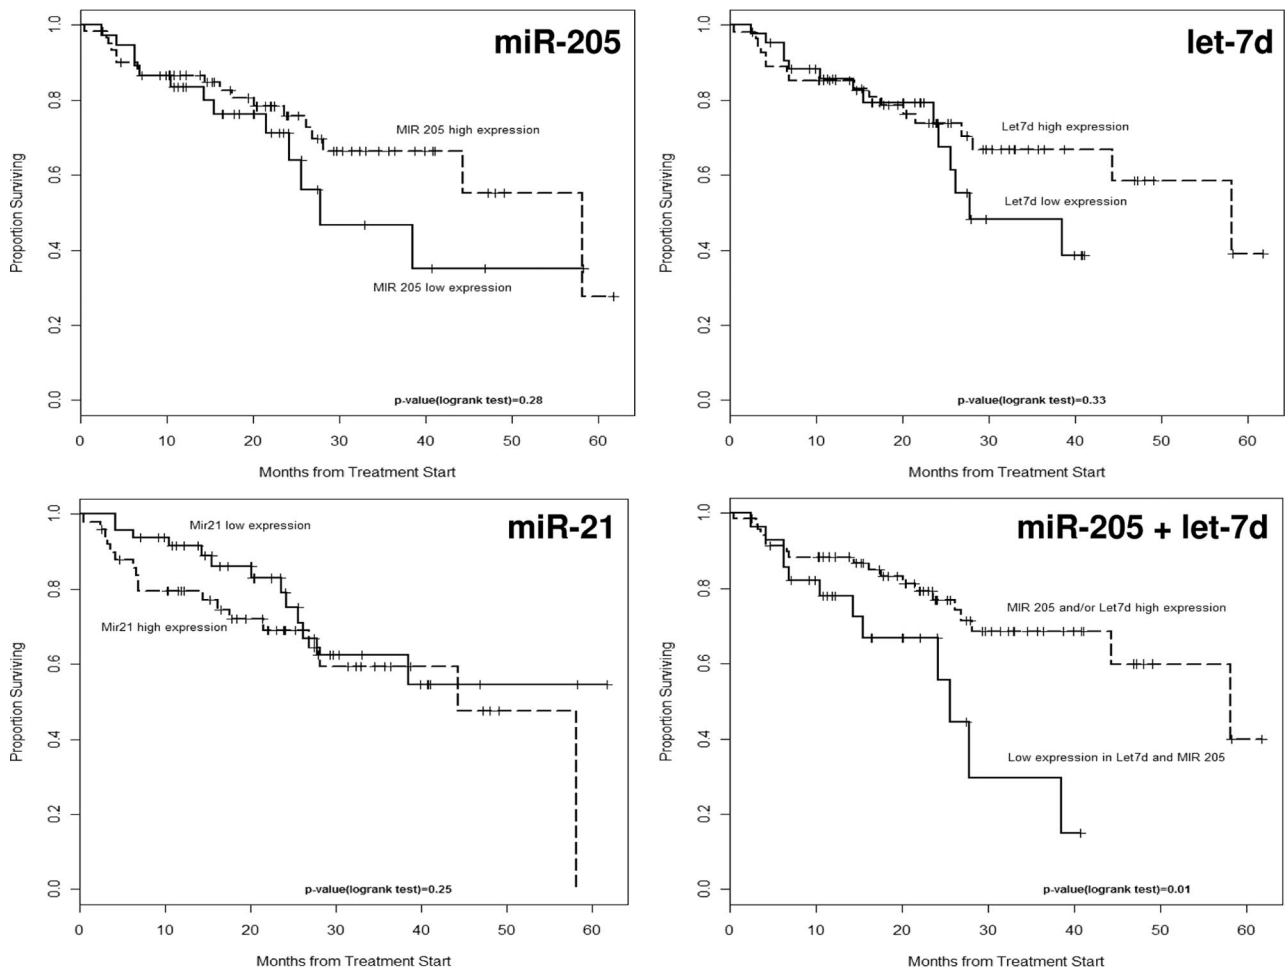 miR-205
Proportion Surviving
1.0
0.8
0.6
0.4
0.2
0.0
MIR 205 high expression
MIR 205 low expression
p-value(logrank test)=0.28
0 10 20 30 40 50 60
Months from Treatment Start
let-7d
Proportion Surviving
1.0
0.8
0.6
0.4
0.2
0.0
Let7d high expression
Let7d low expression
p-value(logrank test)=0.33
0 10 20 30 40 50 60
Months from Treatment Start
miR-21
Proportion Surviving
1.0
0.8
0.6
0.4
0.2
0.0
Mir21 low expression
Mir21 high expression
p-value(logrank test)=0.25
0 10 20 30 40 50 60
Months from Treatment Start
miR-205 + let-7d
Proportion Surviving
1.0
0.8
0.6
0.4
0.2
0.0
MIR 205 and/or Let7d high expression
Low expression in Let7d and MIR 205
p-value(logrank test)=0.01
0 10 20 30 40 50 60
Months from Treatment Start